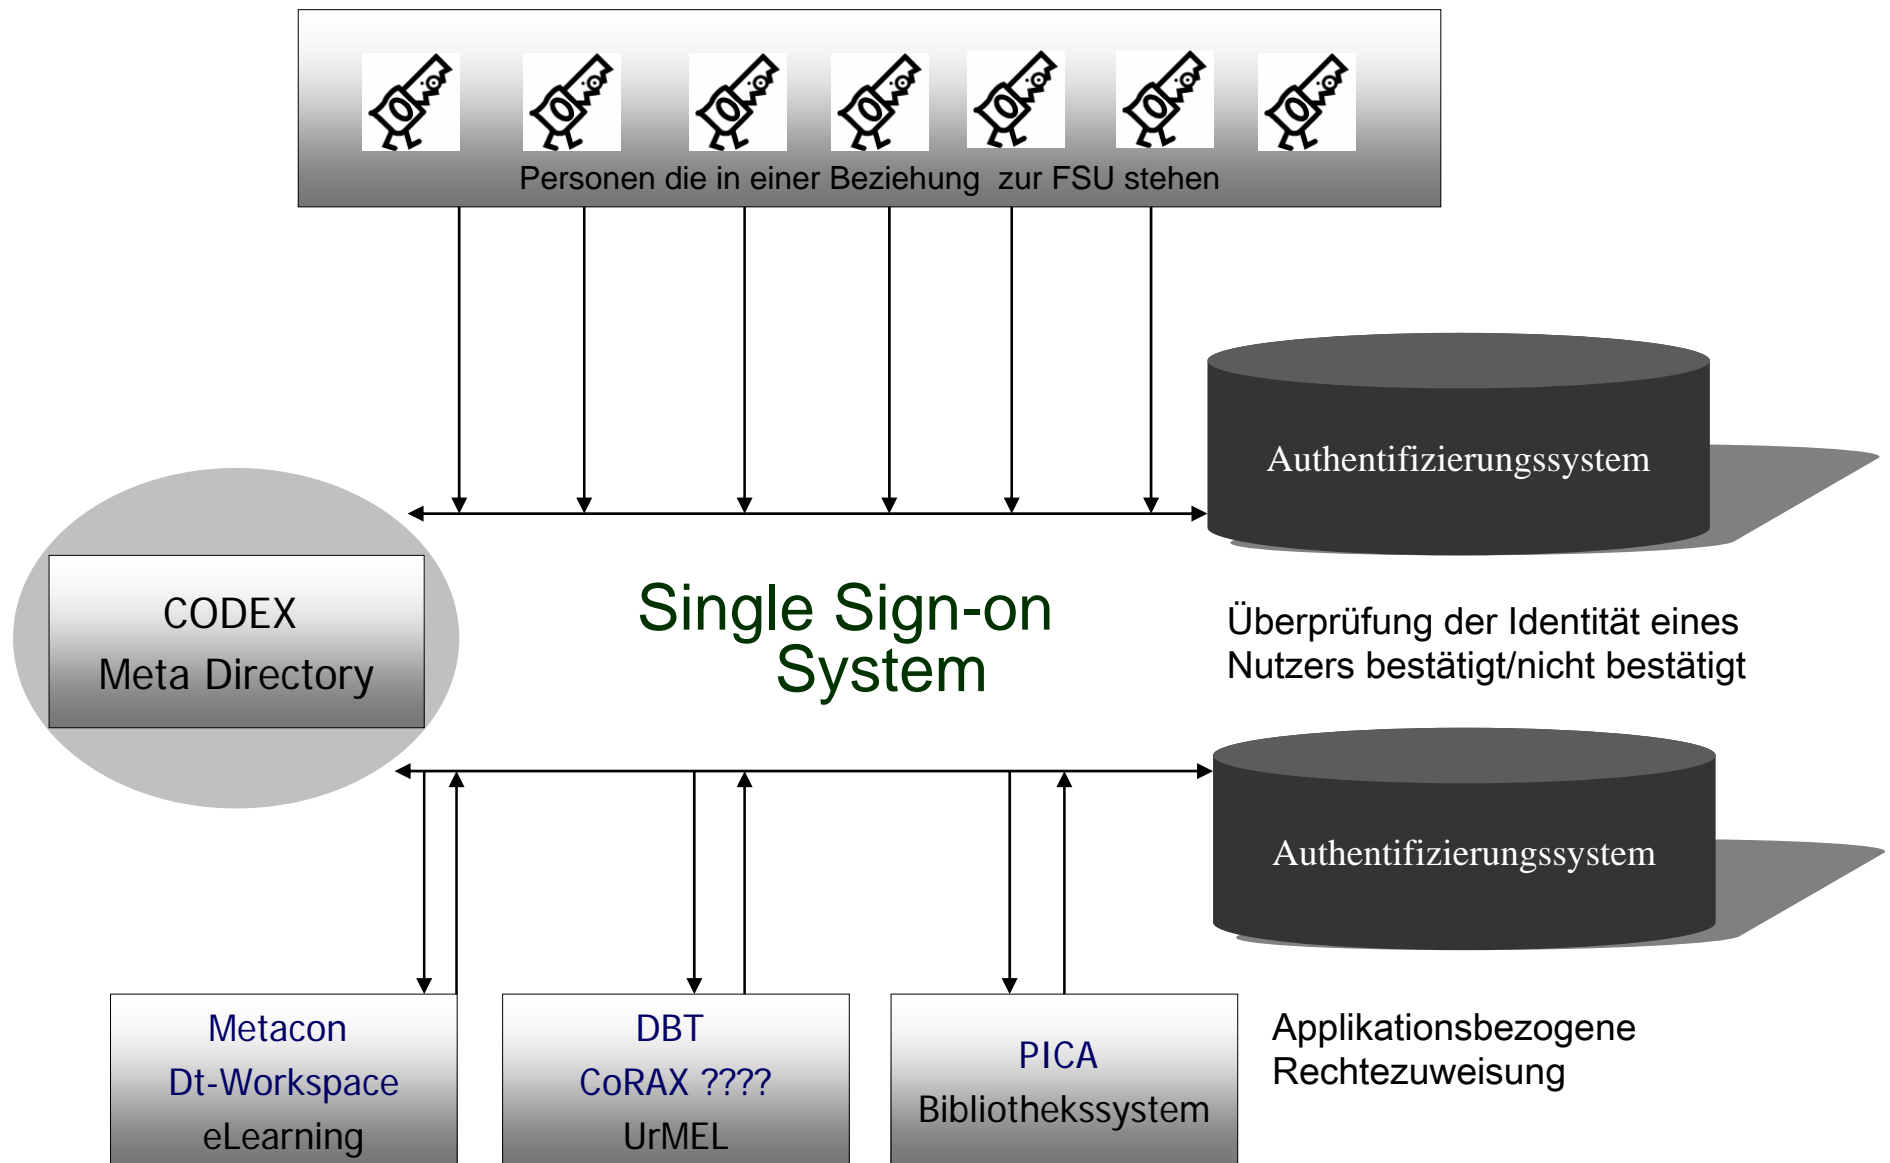 Personen die in einer Beziehung  zur FSU stehen
Authentifizierungssystem
CODEX
Meta Directory
Single Sign-on
System
Überprüfung der Identität eines
Nutzers bestätigt/nicht bestätigt
Authentifizierungssystem
Metacon
Dt-Workspace
eLearning
DBT
CoRAX ????
UrMEL
PICA
Bibliothekssystem
Applikationsbezogene
Rechtezuweisung